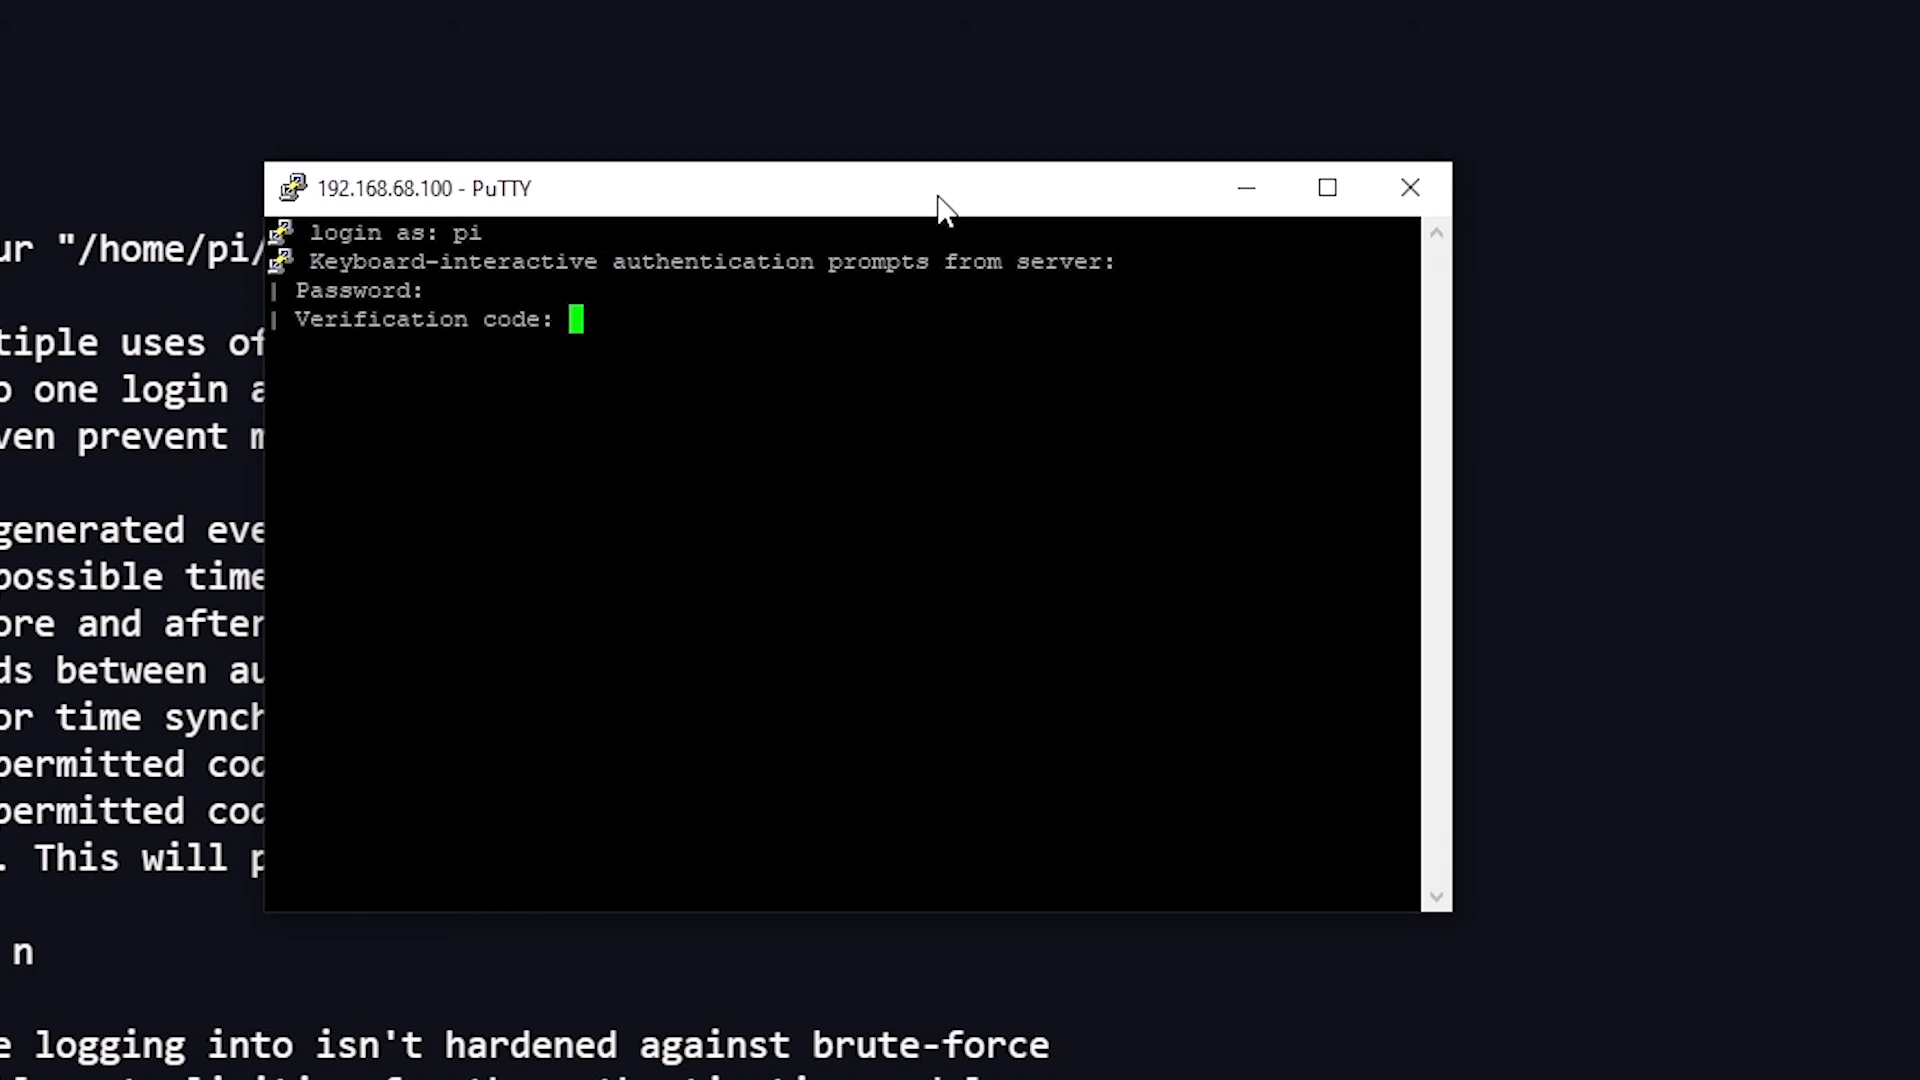 192.168.68.100 - PuTTY
login as: pi
Keyboard-interactive authentication prompts from server:
| Password:
| Verification code:
ur "/home/pi/
tiple uses of
o one login
ven prevent
generated eve
possible time
ore and after
ds between au
or time synch
permitted cod
permitted cod
. This will p
n
e logging into isn't hardened against brute-force